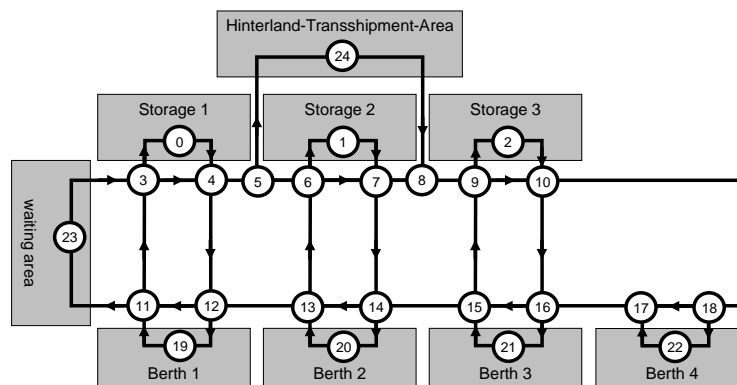 Hinterland-Transshipment-Area
24
Storage 1
Storage 2
Storage 3
0
1
2
3
4
5
6
7
8
9
10
waiting area
23
11
12
13
14
15
16
17
18
19
20
21
22
Berth 1
Berth 2
Berth 3
Berth 4